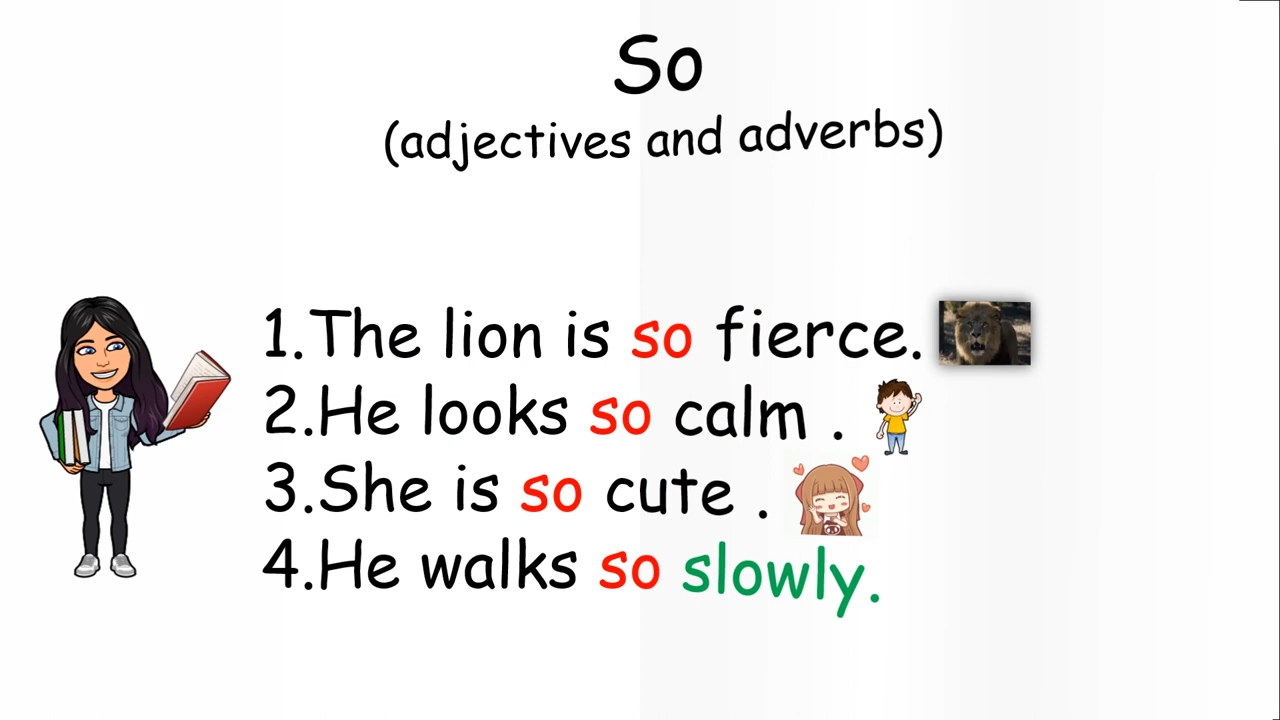 So
(adjectives and adverbs)
1.The lion is so fierce.
2.He looks so calm .
3.She is so cute .
4.He walks so slowly.